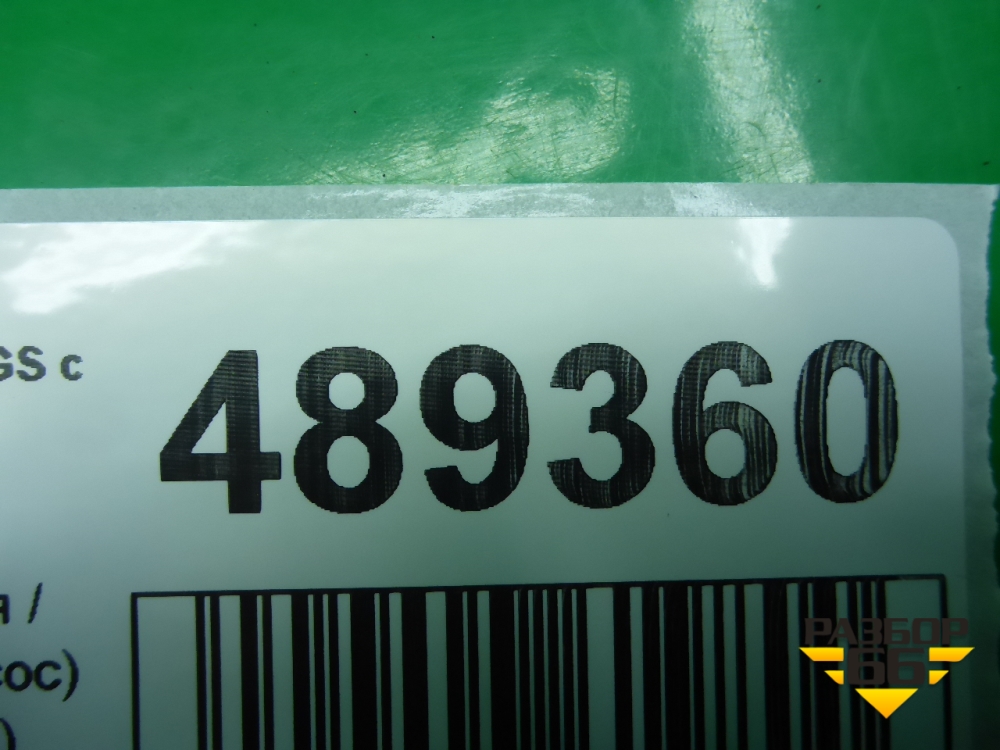 GS с
489360
а /
сос)
)
РАЗБОР
66